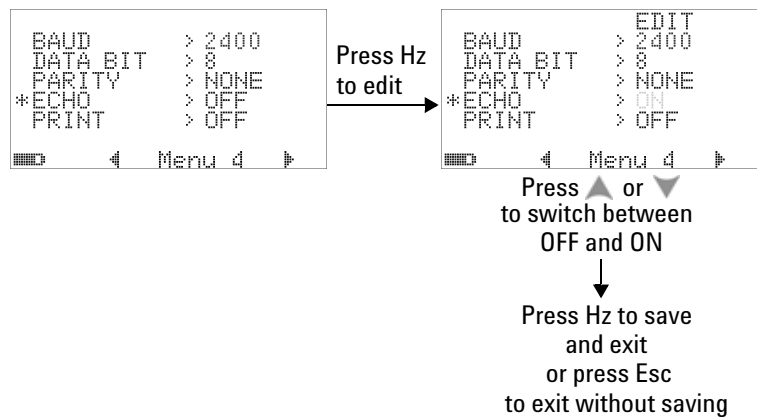 BAUD > 2400
DATA BIT > 8
PARITY > NONE
*ECHO > OFF
PRINT > OFF
Menu 4
Press Hz
to edit
EDIT
BAUD > 2400
DATA BIT > 8
PARITY > NONE
*ECHO > ON
PRINT > OFF
Menu 4
Press or
to switch between
OFF and ON
Press Hz to save
and exit
or press Esc
to exit without saving